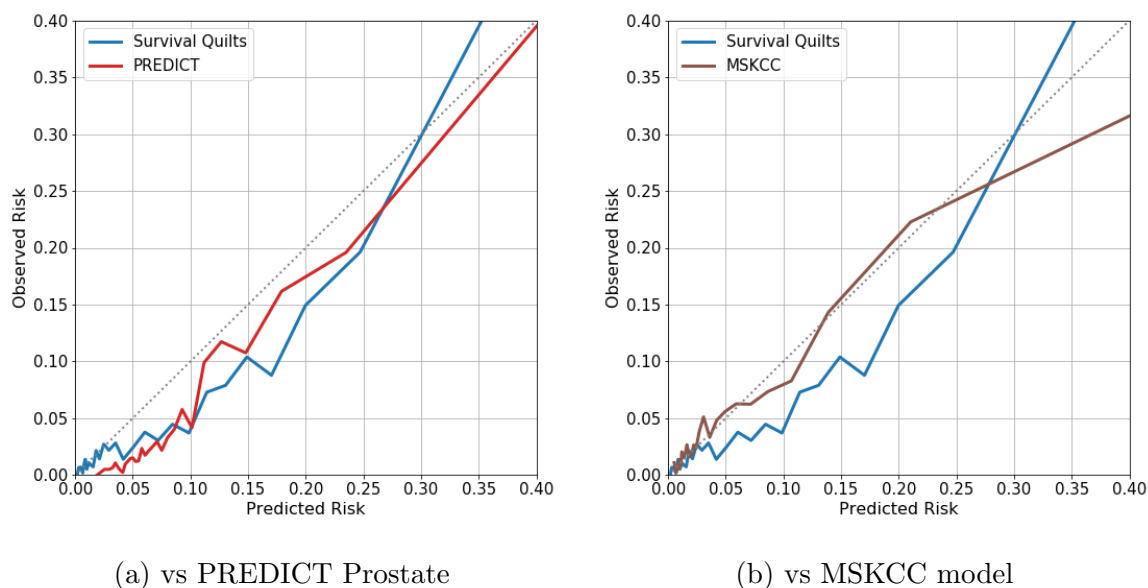 0.40
0.35
0.30
0.25
0.20
0.15
0.10
0.05
0.00
Observed Risk
Survival Quilts
PREDICT
0.00 0.05 0.10 0.15 0.20 0.25 0.30 0.35 0.40
Predicted Risk
(a) vs PREDICT Prostate
0.40
0.35
0.30
0.25
0.20
0.15
0.10
0.05
0.00
Observed Risk
Survival Quilts
MSKCC
0.00 0.05 0.10 0.15 0.20 0.25 0.30 0.35 0.40
Predicted Risk
(b) vs MSKCC model